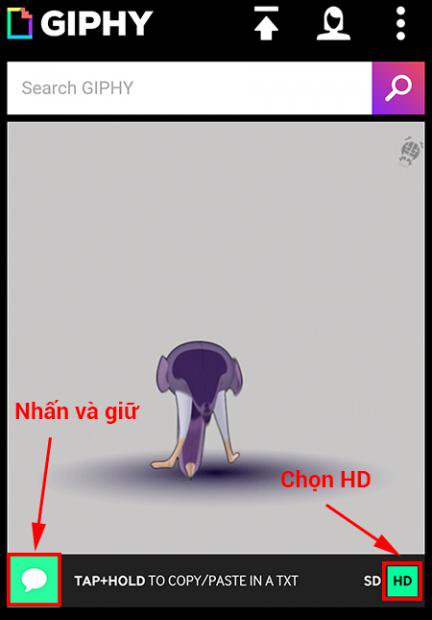 GIPHY
Search GIPHY
Nhấn và giữ
Chọn HD
TAP+HOLD TO COPY/PASTE IN A TXT SD HD